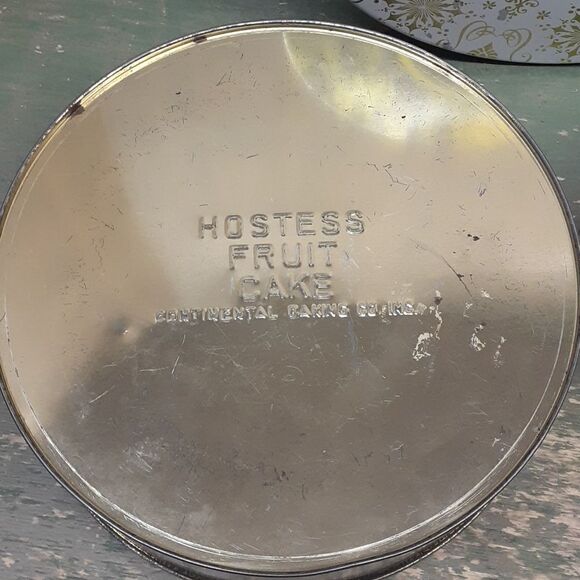 HOSTESS
FRUIT
CAKE
CONTINENTAL BAKING CO. INC.